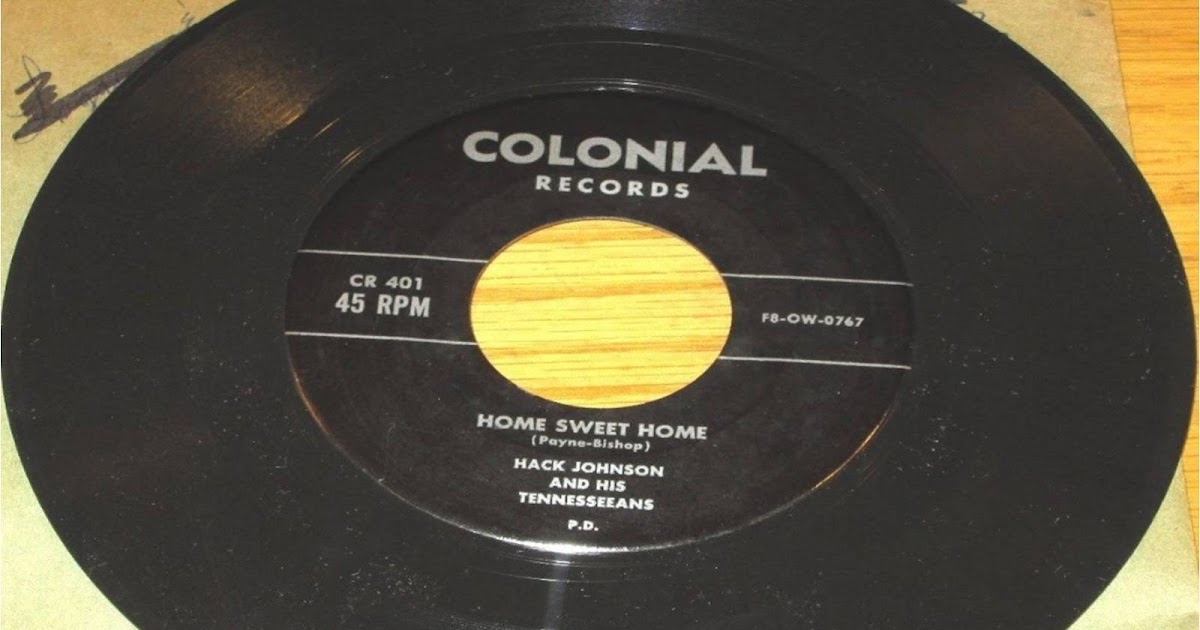 COLONIAL
RECORDS
CR 401
45 RPM
F8-OW-0767
HOME SWEET HOME
(Payne-Bishop)
HACK JOHNSON
AND HIS
TENNESSEEANS
P.D.